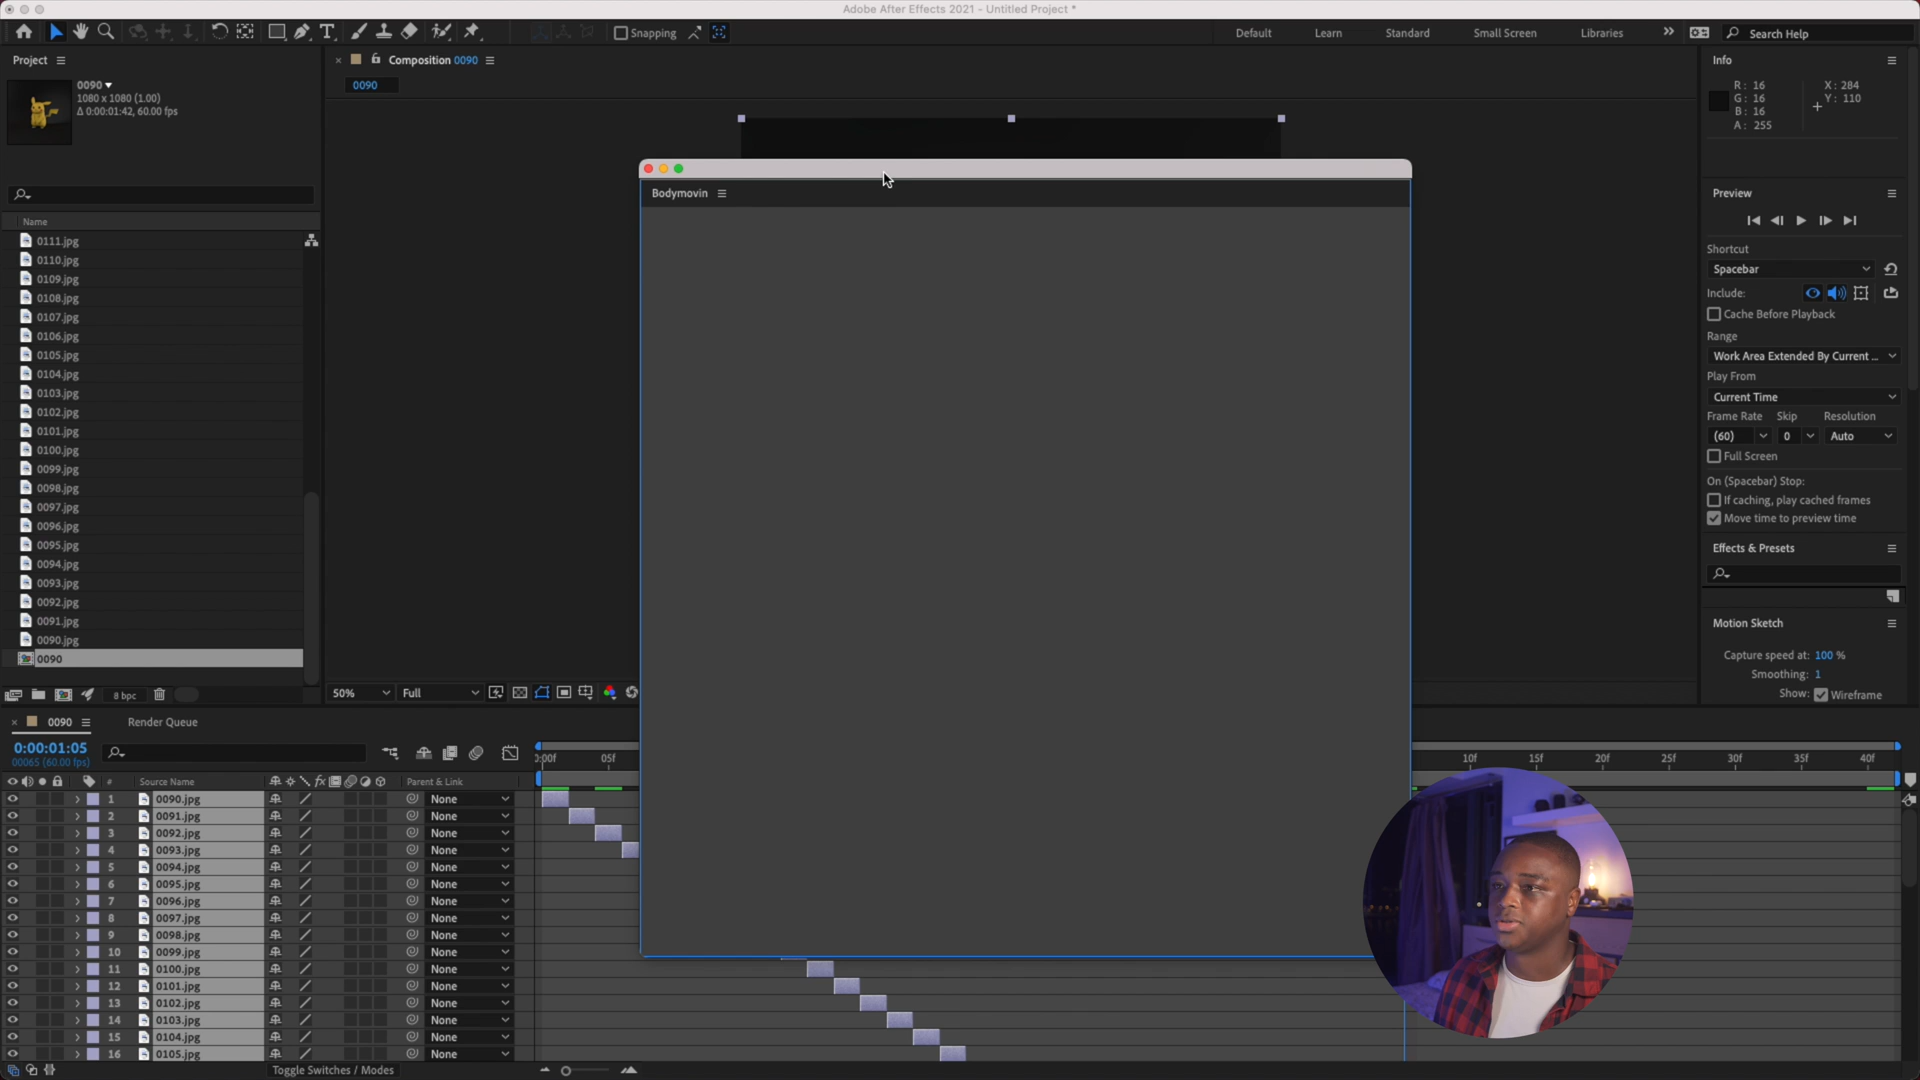 Adobe After Effects 2021 - Untitled Project *
Snapping
Default
Learn
Standard
Small Screen
Libraries
Search Help
Project
0090
1080 x 1080 (1.00)
Δ 0:00:01:42, 60.00 fps
Name
0111.jpg
0110.jpg
0109.jpg
0108.jpg
0107.jpg
0106.jpg
0105.jpg
0104.jpg
0103.jpg
0102.jpg
0101.jpg
0100.jpg
0099.jpg
0098.jpg
0097.jpg
0096.jpg
0095.jpg
0094.jpg
0093.jpg
0092.jpg
0091.jpg
0090.jpg
0090
8 bpc
Composition 0090
0090
Bodymovin
50%
Full
Info
R: 16
G: 16
B: 16
A: 255
X: 284
Y: 110
Preview
Shortcut
Spacebar
Include:
Cache Before Playback
Range
Work Area Extended By Current ...
Play From
Current Time
Frame Rate Skip Resolution
(60) 0 Auto
Full Screen
On (Spacebar) Stop:
If caching, play cached frames
Move time to preview time
Effects & Presets
Motion Sketch
Capture speed at: 100 %
Smoothing: 1
Show: Wireframe
0090
Render Queue
0:00:01:05
00065 (60.00 fps)
:00f 05f 10f 15f 20f 25f 30f 35f 40f
# Source Name Parent & Link
1 0090.jpg None
2 0091.jpg None
3 0092.jpg None
4 0093.jpg None
5 0094.jpg None
6 0095.jpg None
7 0096.jpg None
8 0097.jpg None
9 0098.jpg None
10 0099.jpg None
11 0100.jpg None
12 0101.jpg None
13 0102.jpg None
14 0103.jpg None
15 0104.jpg None
16 0105.jpg None
Toggle Switches / Modes